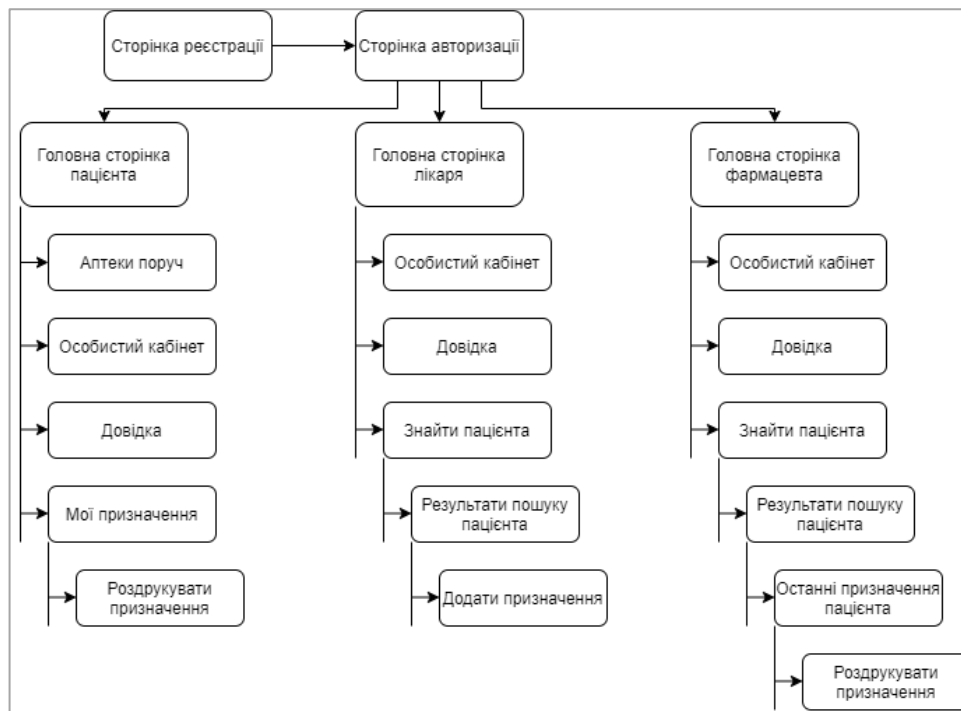 Сторінка реєстрації
Сторінка авторизації
Головна сторінка
пацієнта
Головна сторінка
лікаря
Головна сторінка
фармацевта
Аптеки поруч
Особистий кабінет
Особистий кабінет
Особистий кабінет
Довідка
Довідка
Довідка
Знайти пацієнта
Знайти пацієнта
Мої призначення
Результати пошуку
пацієнта
Результати пошуку
пацієнта
Роздрукувати
призначення
Додати призначення
Останні призначення
пацієнта
Роздрукувати
призначення